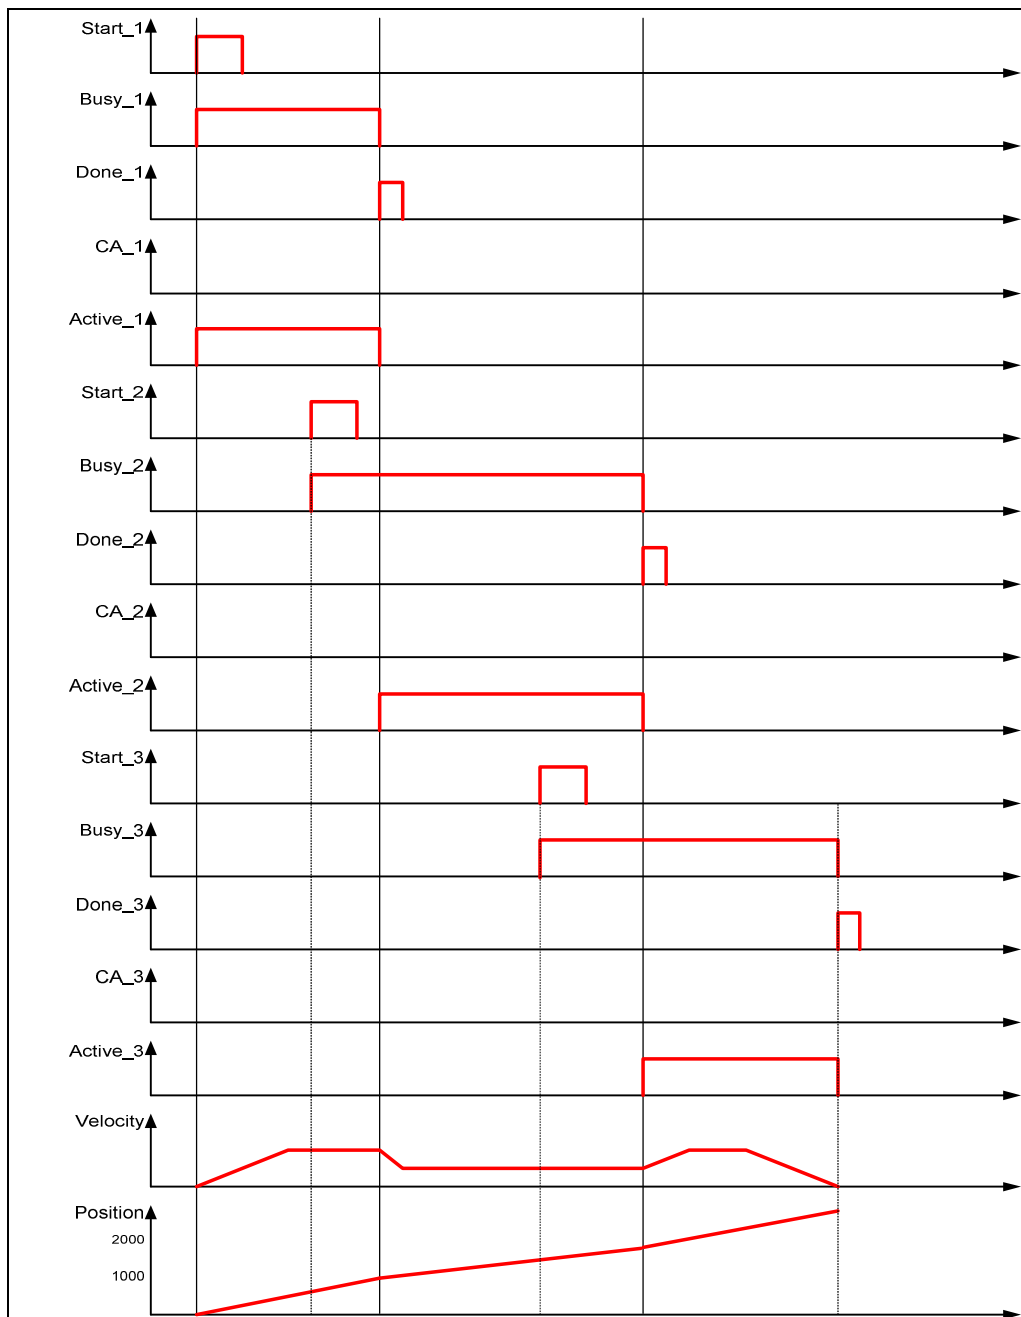 Start_1
Busy_1
Done_1
CA_1
Active_1
Start_2
Busy_2
Done_2
CA_2
Active_2
Start_3
Busy_3
Done_3
CA_3
Active_3
Velocity
Position
2000
1000